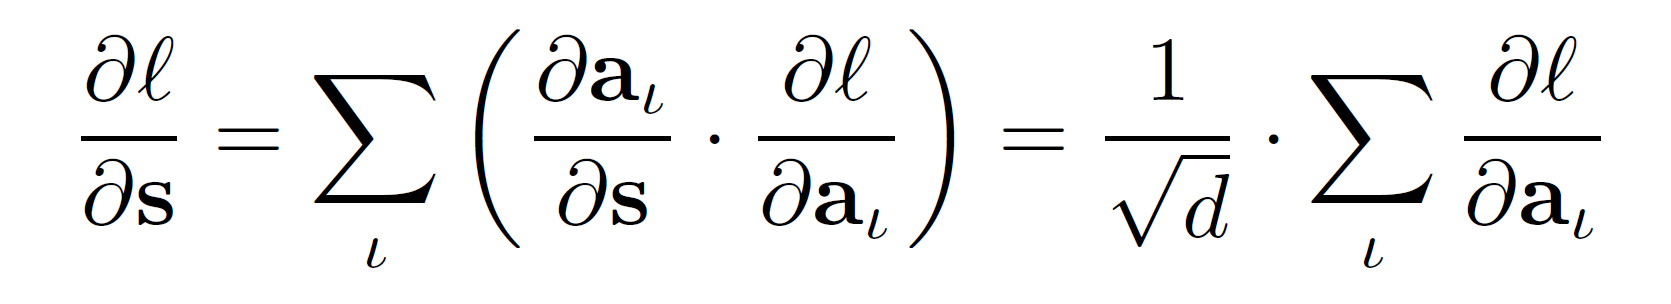 ∂ℓ/∂𝐬 = ∑_ι (∂𝐚_ι/∂𝐬 · ∂ℓ/∂𝐚_ι) = 1/√d · ∑_ι ∂ℓ/∂𝐚_ι